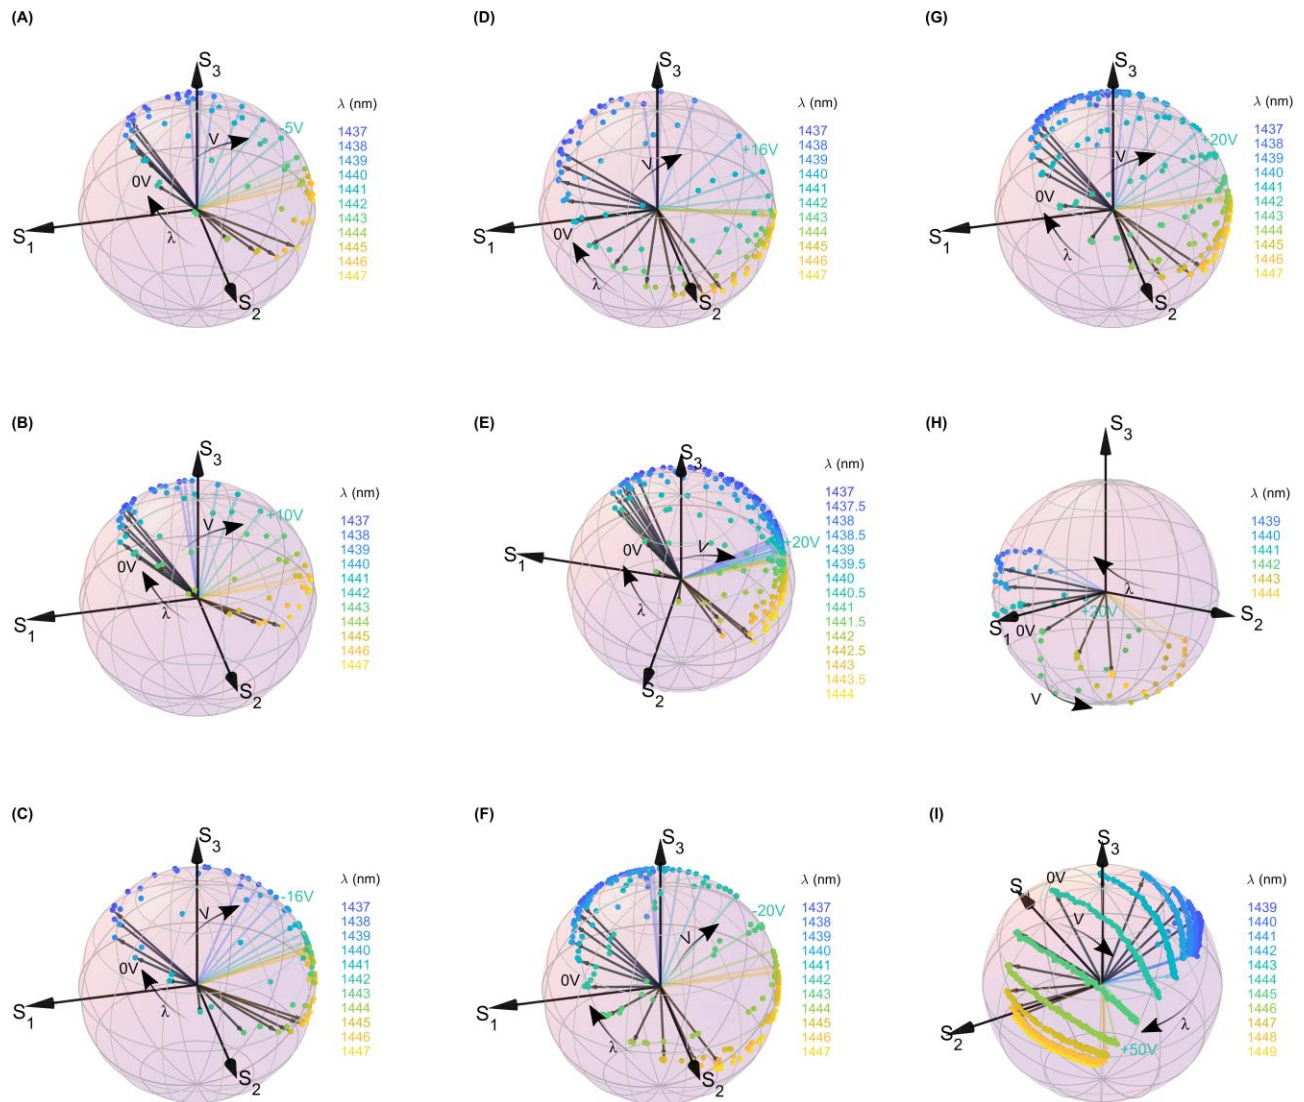 (A)
S3
λ (nm)
1437
1438
1439
1440
1441
1442
1443
1444
1445
1446
1447
-5V
V
0V
S1
λ
S2
(D)
S3
λ (nm)
1437
1438
1439
1440
1441
1442
1443
1444
1445
1446
1447
+16V
V
0V
S1
λ
S2
(G)
S3
λ (nm)
1437
1438
1439
1440
1441
1442
1443
1444
1445
1446
1447
+20V
V
0V
S1
λ
S2
(B)
S3
λ (nm)
1437
1438
1439
1440
1441
1442
1443
1444
1445
1446
1447
+10V
V
0V
S1
λ
S2
(E)
S3
λ (nm)
1437
1437.5
1438
1438.5
1439
1439.5
1440
1440.5
1441
1441.5
1442
1442.5
1443
1443.5
1444
+20V
V
0V
S1
λ
S2
(H)
S3
λ (nm)
1439
1440
1441
1442
1443
1444
λ
+20V
S2
S1
0V
V
(C)
S3
λ (nm)
1437
1438
1439
1440
1441
1442
1443
1444
1445
1446
1447
-16V
V
0V
S1
λ
S2
(F)
S3
λ (nm)
1437
1438
1439
1440
1441
1442
1443
1444
1445
1446
1447
-20V
V
0V
S1
λ
S2
(I)
S3
λ (nm)
1439
1440
1441
1442
1443
1444
1445
1446
1447
1448
1449
0V
S
V
λ
S2
+50V